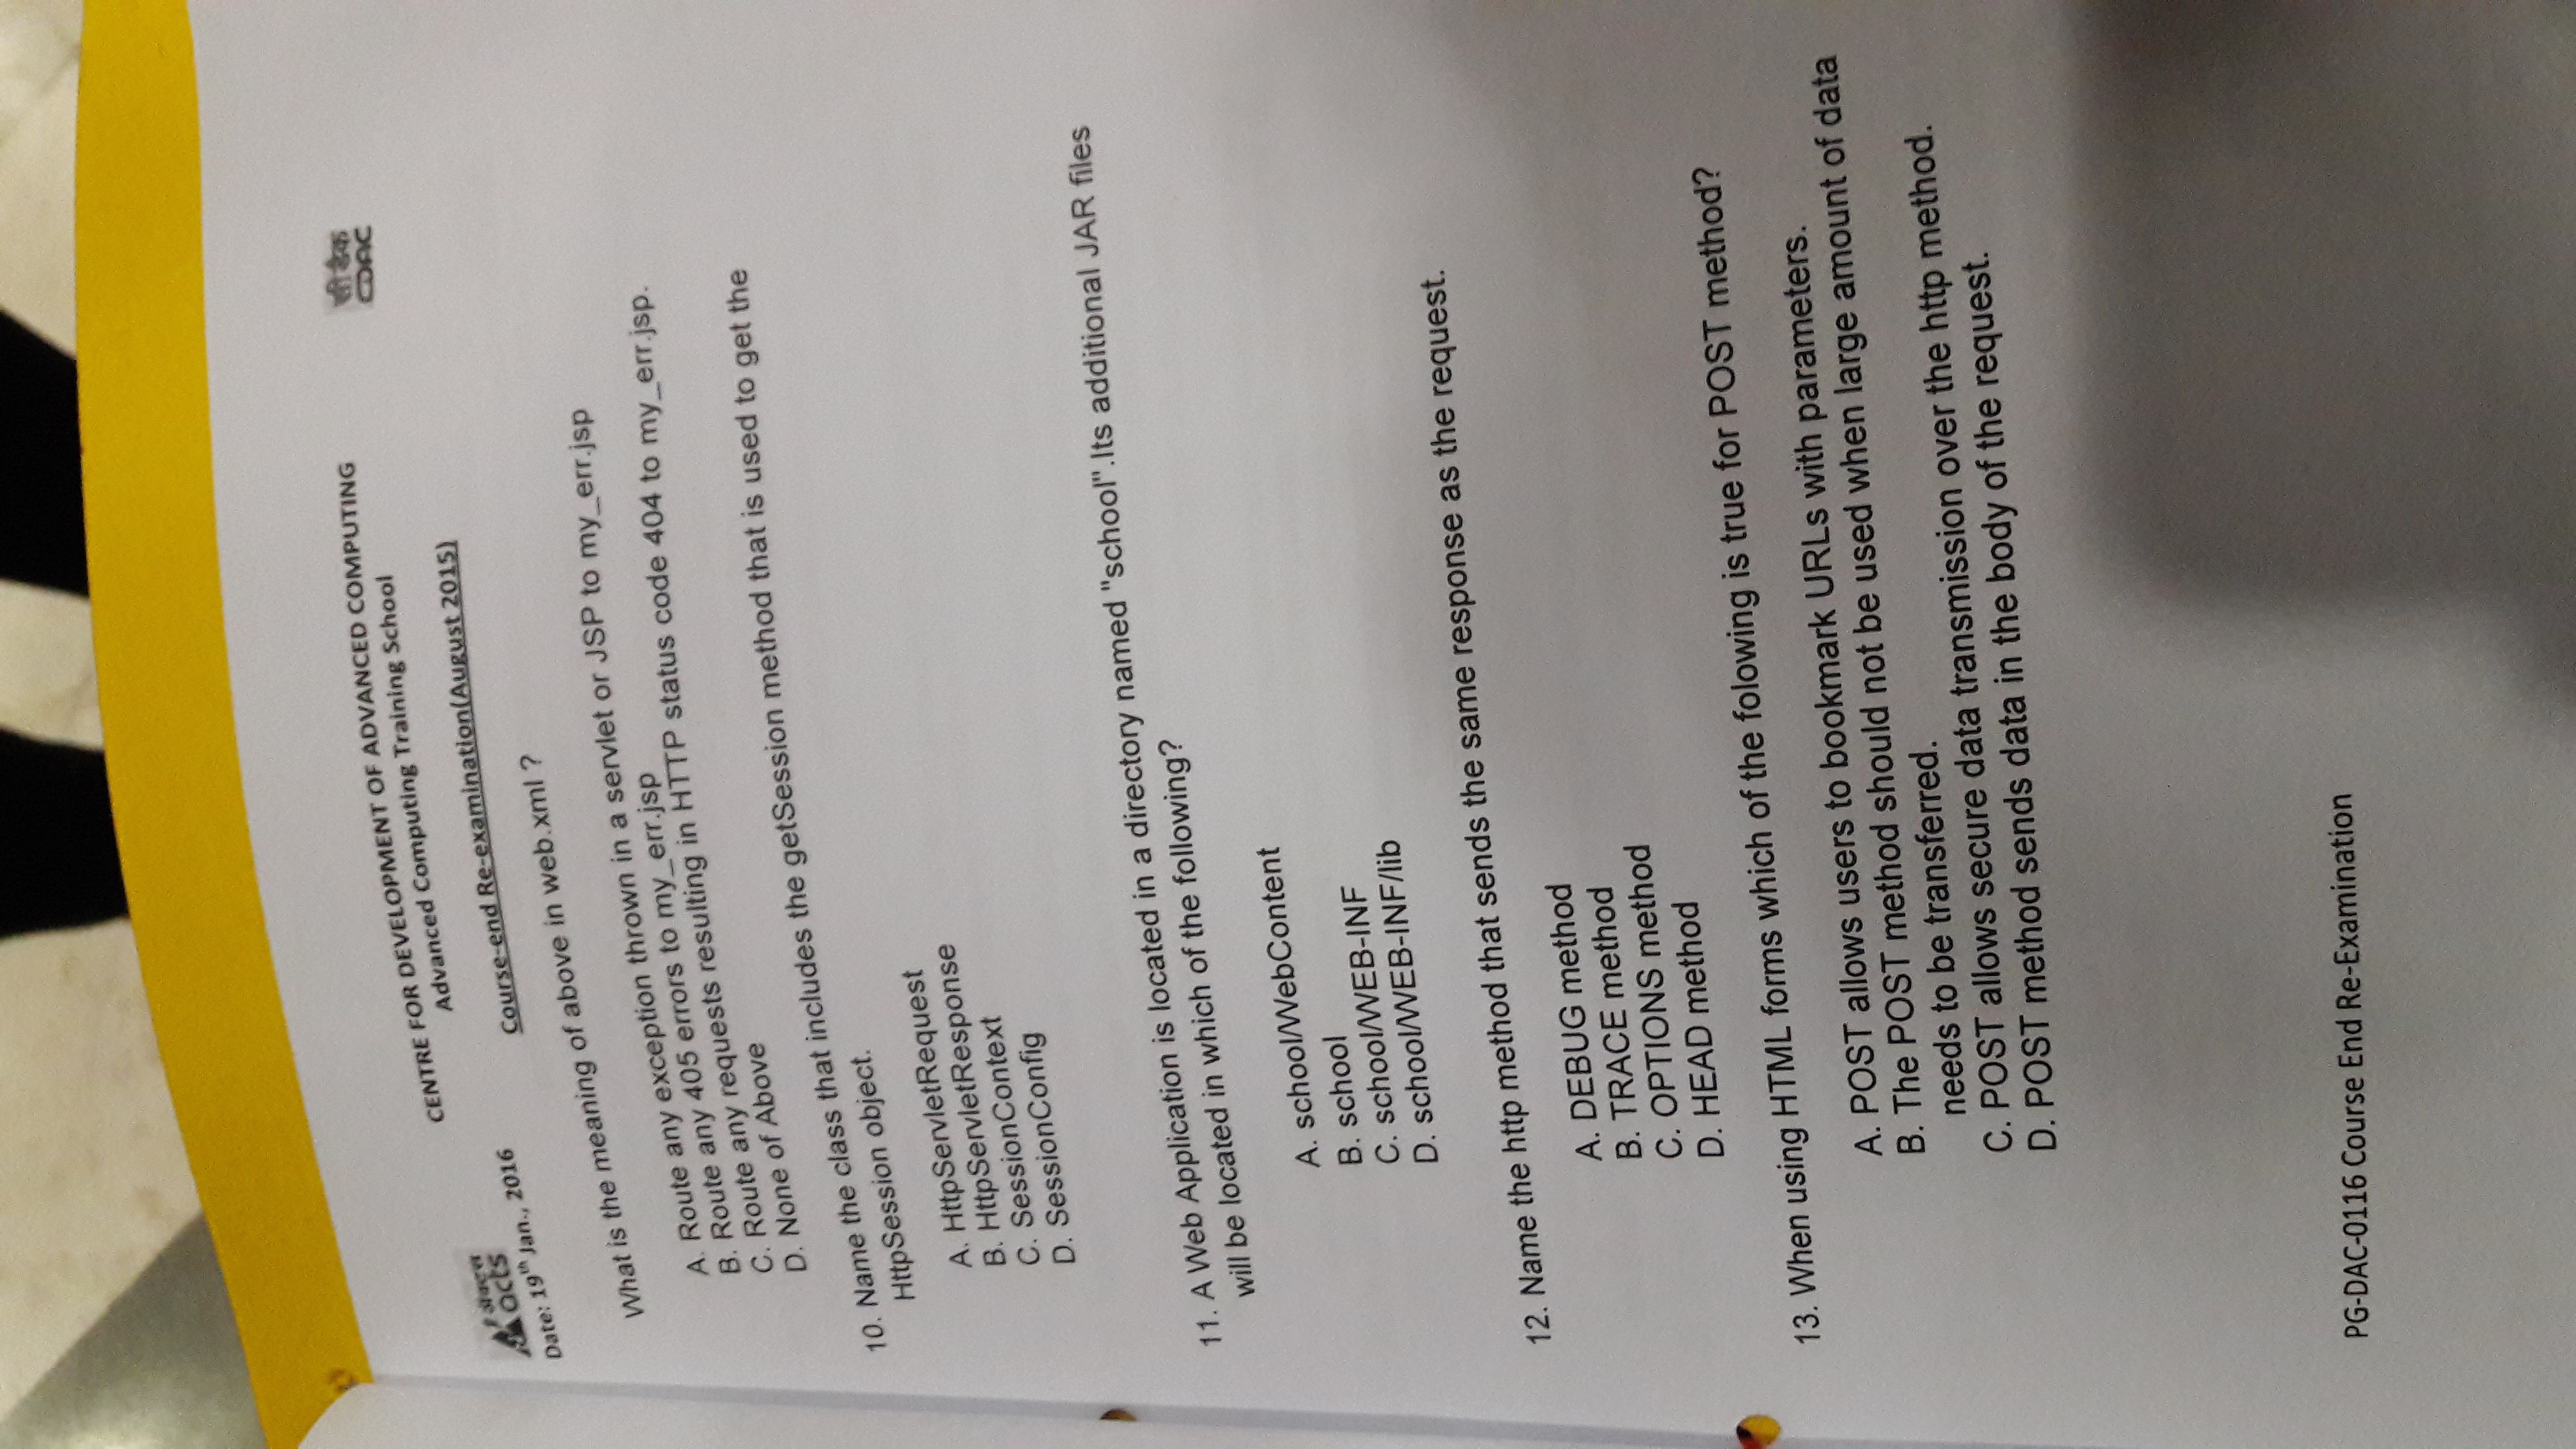 CENTRE FOR DEVELOPMENT OF ADVANCED COMPUTING
Advanced Computing Training School
सी डैक
CDAC
acts
Date: 19th Jan., 2016
Course-end Re-examination(August 2015)
What is the meaning of above in web.xml ?
A. Route any exception thrown in a servlet or JSP to my_err.jsp
B. Route any 405 errors to my_err.jsp
C. Route any requests resulting in HTTP status code 404 to my_err.jsp.
D. None of Above
10. Name the class that includes the getSession method that is used to get the
HttpSession object.
A. HttpServletRequest
B. HttpServletResponse
C. SessionContext
D. SessionConfig
11. A Web Application is located in a directory named "school".Its additional JAR files
will be located in which of the following?
A. school/WebContent
B. school
C. school/WEB-INF
D. school/WEB-INF/lib
12. Name the http method that sends the same response as the request.
A. DEBUG method
B. TRACE method
C. OPTIONS method
D. HEAD method
13. When using HTML forms which of the folowing is true for POST method?
A. POST allows users to bookmark URLs with parameters.
B. The POST method should not be used when large amount of data
needs to be transferred.
C. POST allows secure data transmission over the http method.
D. POST method sends data in the body of the request.
PG-DAC-0116 Course End Re-Examination